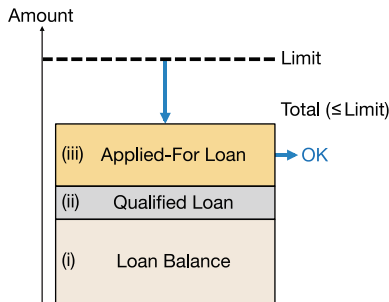 Amount
Limit
Total (≤ Limit)
(iii) Applied-For Loan
OK
(ii) Qualified Loan
(i) Loan Balance